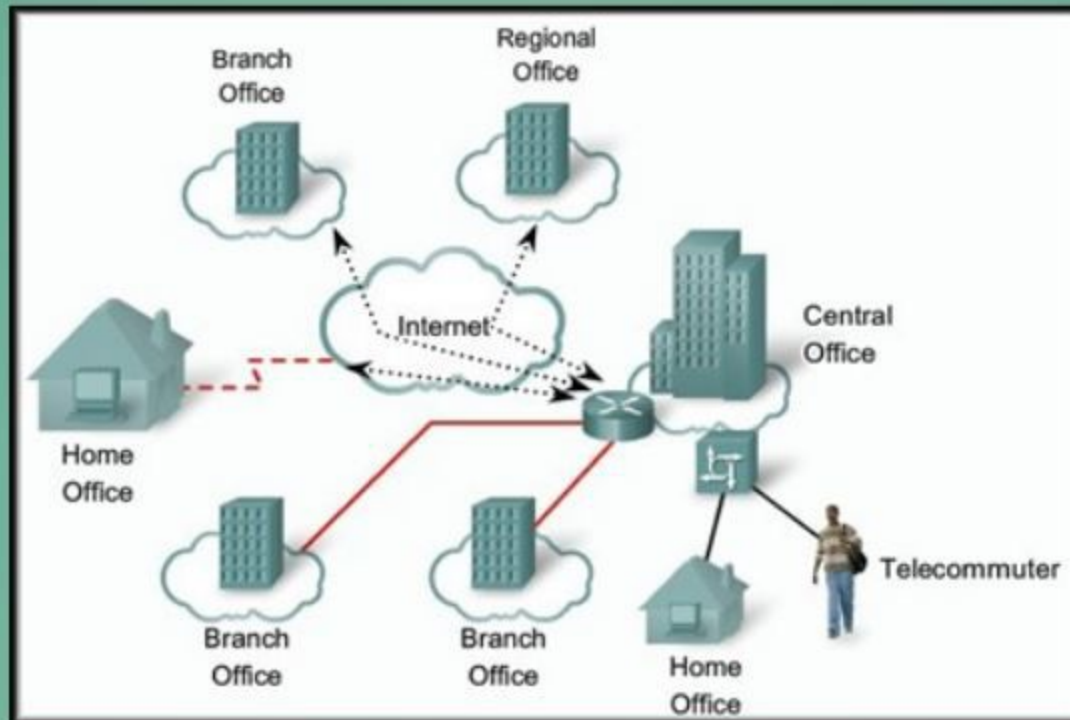 Branch
Office
Regional
Office
Internet
Central
Office
Home
Office
Branch
Office
Branch
Office
Home
Office
Telecommuter